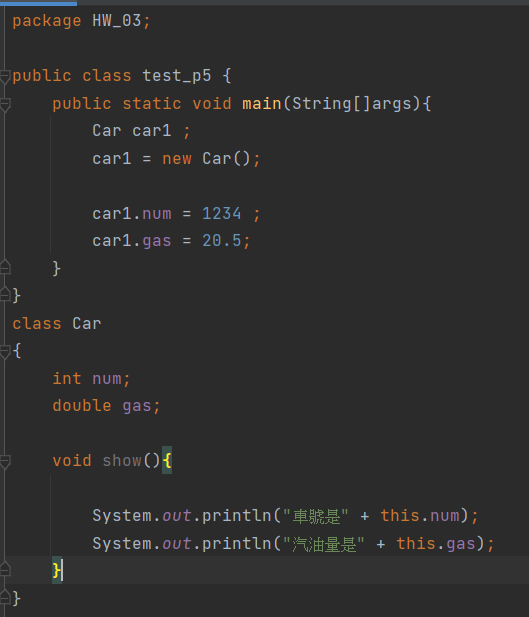 package HW_03;
public class test_p5 {
public static void main(String[]args){
Car car1 ;
car1 = new Car();
car1.num = 1234 ;
car1.gas = 20.5;
}
}
class Car
{
int num;
double gas;
void show(){
System.out.println("車號是" + this.num);
System.out.println("汽油量是" + this.gas);
}
}